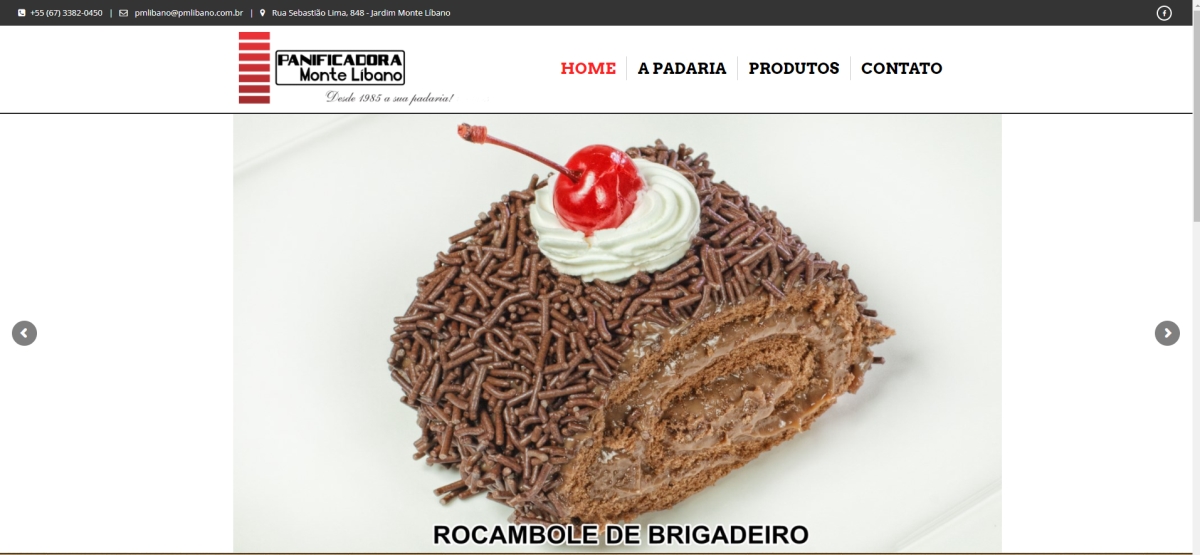 +55 (67) 3382-0450 | pmlibano@pmlibano.com.br | Rua Sebastião Lima, 848 - Jardim Monte Líbano
PANIFICADORA
Monte Líbano
Desde 1985 a sua padaria!
HOME A PADARIA PRODUTOS CONTATO
ROCAMBOLE DE BRIGADEIRO